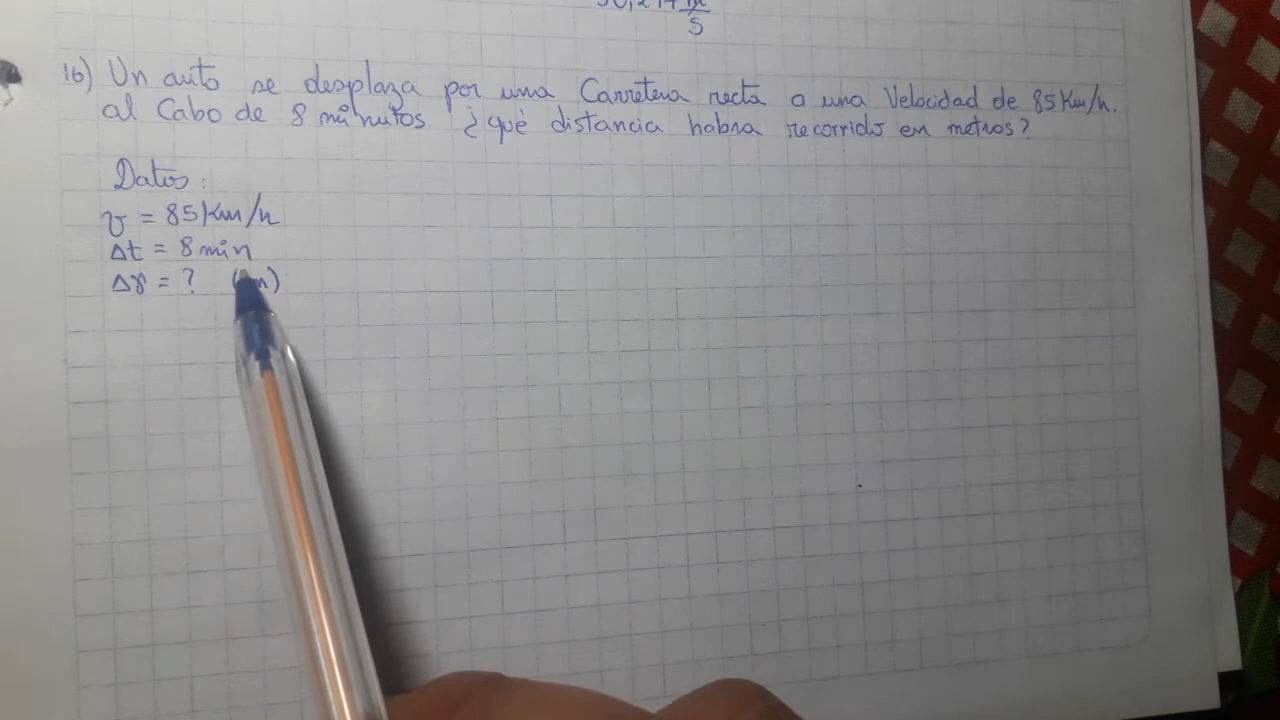 m
s
16) Un auto se desplaza por una Carretera recta a una Velocidad de 85 Km/h.
al Cabo de 8 minutos. ¿qué distancia habra recorrido en metros?
Datos:
v = 85 Km/h
Δt = 8 min
Δr = ?